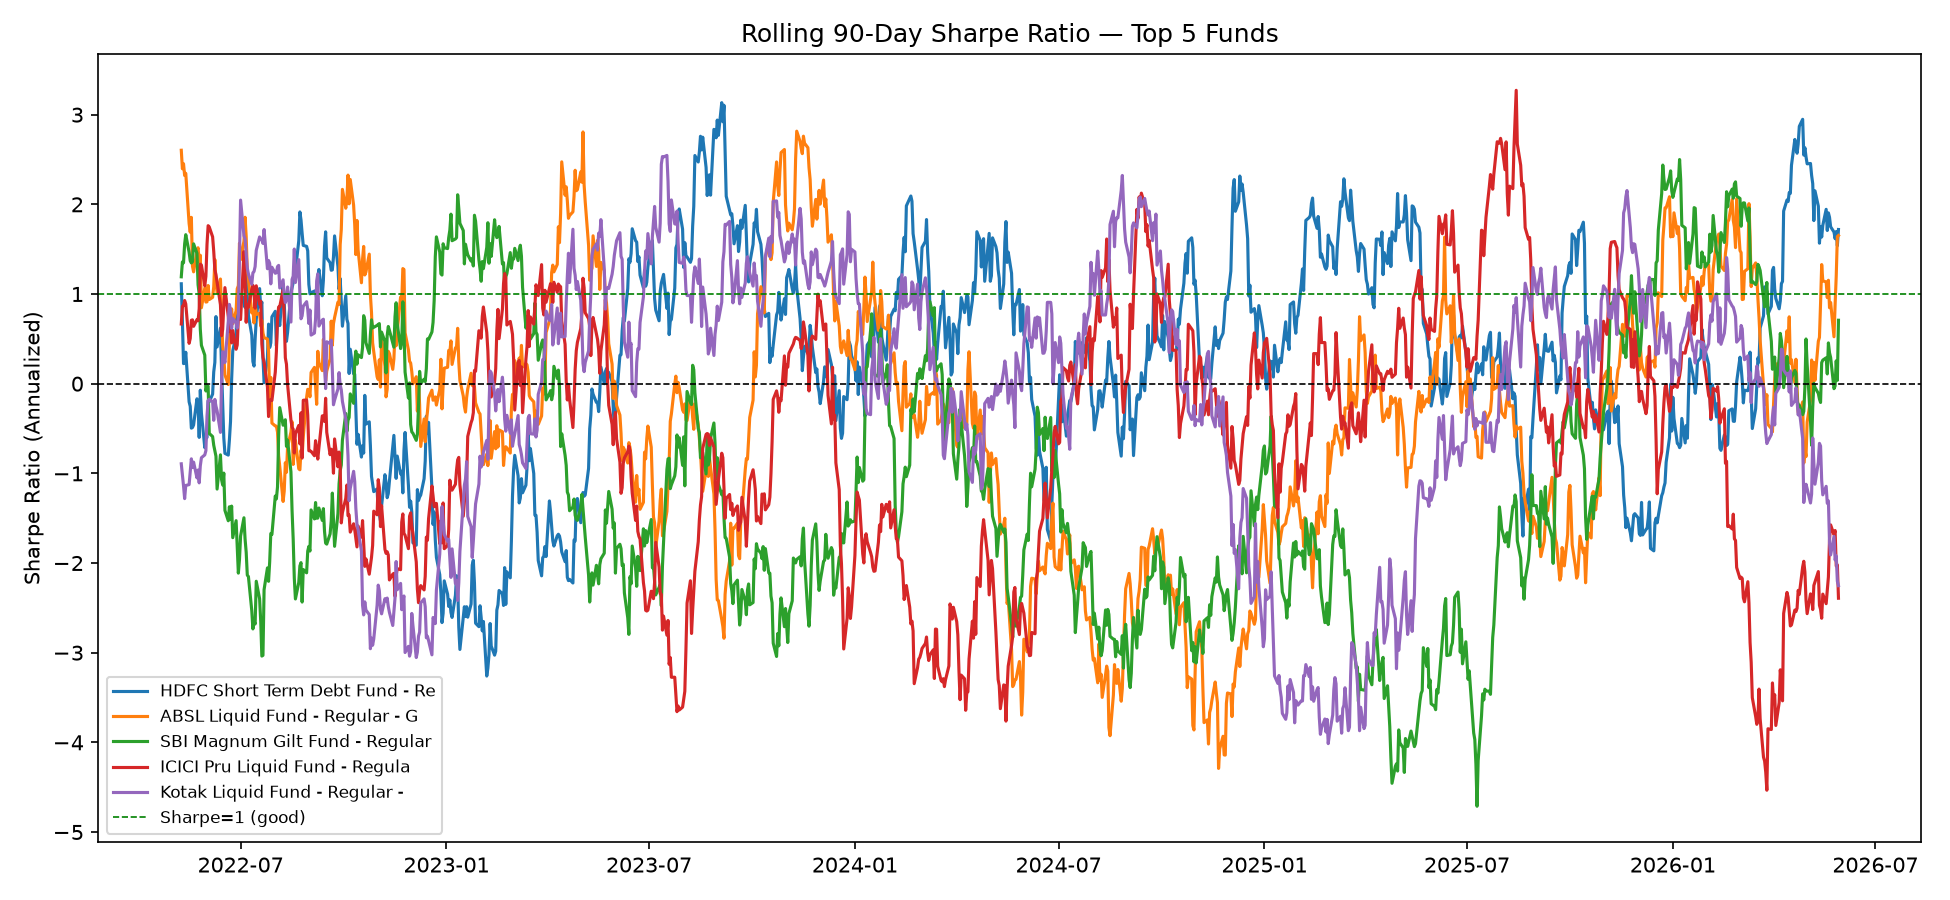 Rolling 90-Day Sharpe Ratio — Top 5 Funds
Sharpe Ratio (Annualized)
3
2
1
0
−1
−2
−3
−4
−5
HDFC Short Term Debt Fund - Re
ABSL Liquid Fund - Regular - G
SBI Magnum Gilt Fund - Regular
ICICI Pru Liquid Fund - Regula
Kotak Liquid Fund - Regular -
Sharpe=1 (good)
2022-07
2023-01
2023-07
2024-01
2024-07
2025-01
2025-07
2026-01
2026-07